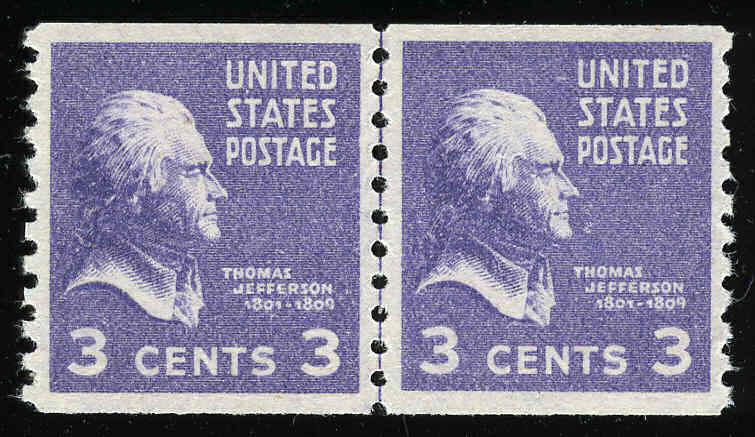 UNITED
STATES
POSTAGE
THOMAS
JEFFERSON
1801-1809
3 CENTS 3
UNITED
STATES
POSTAGE
THOMAS
JEFFERSON
1801-1809
3 CENTS 3